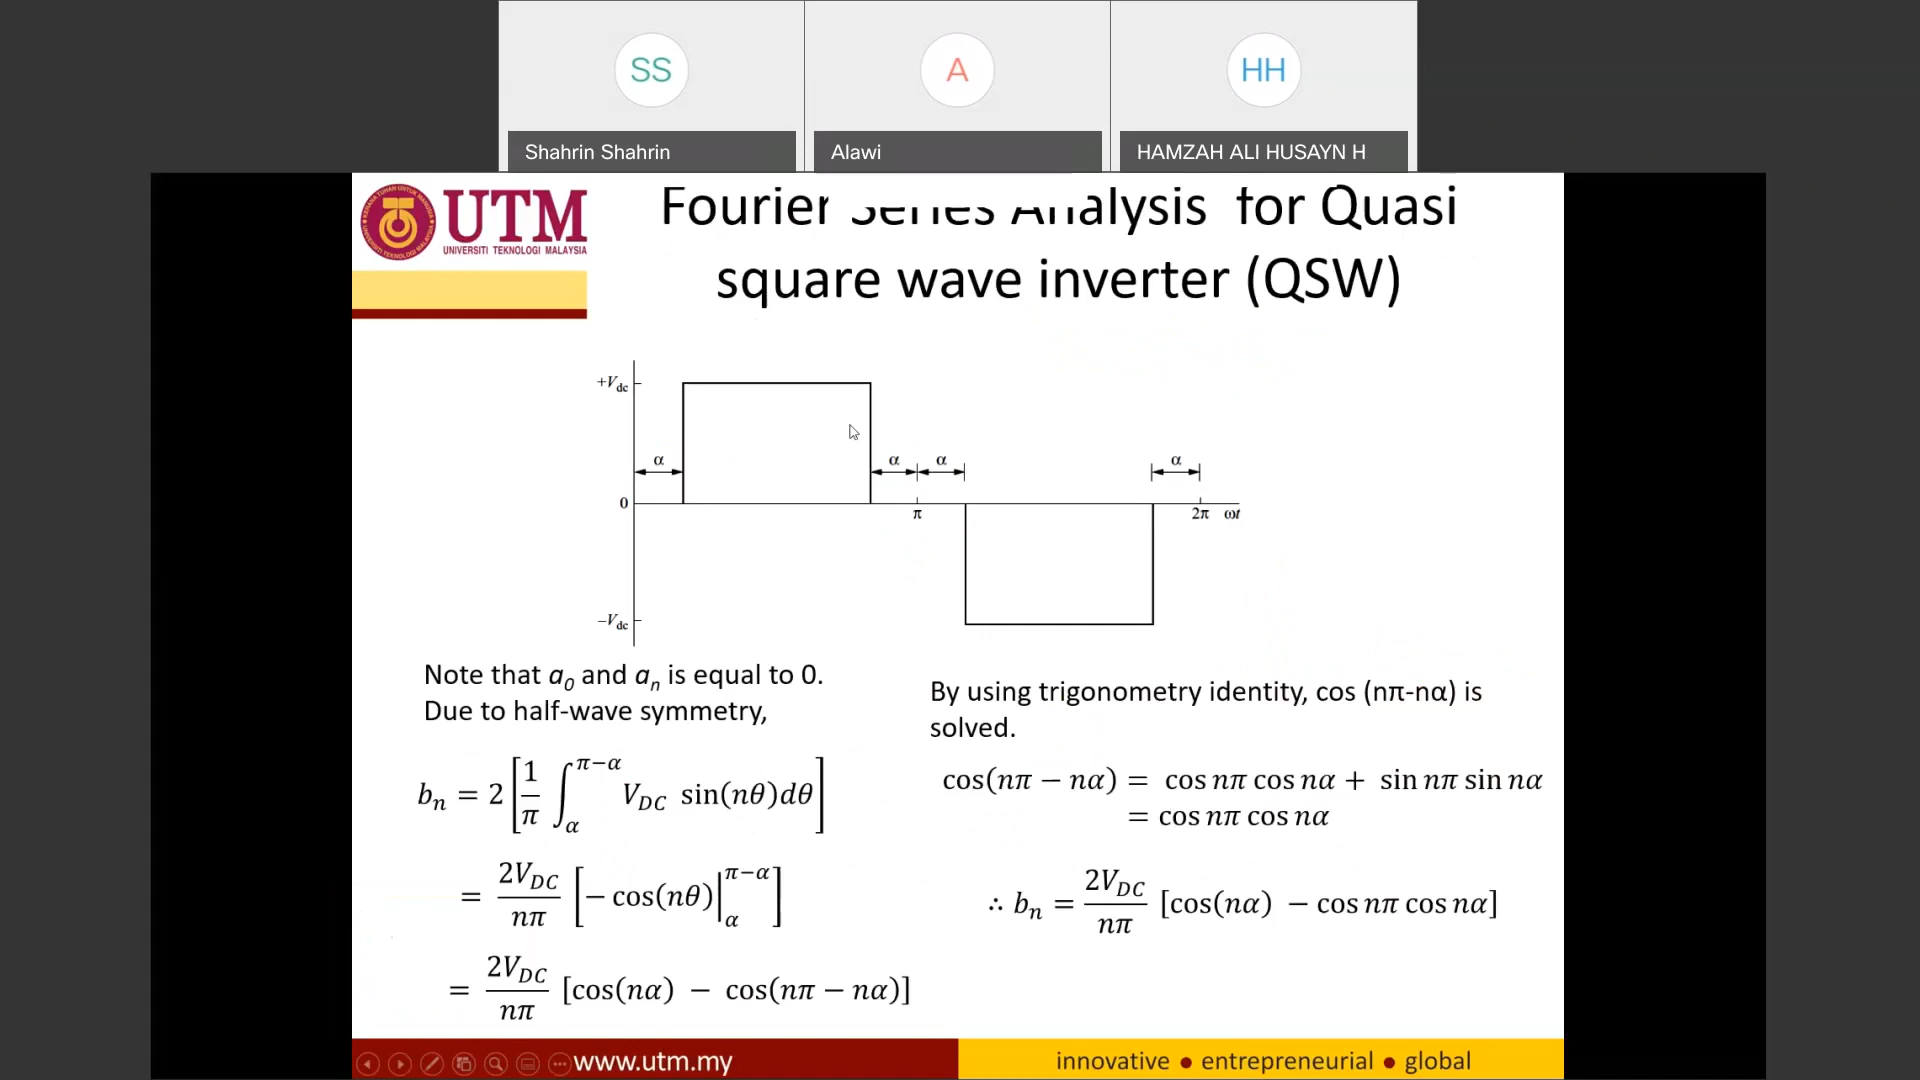 SS
A
HH
Shahrin Shahrin
Alawi
HAMZAH ALI HUSAYN H
UTM
UNIVERSITI TEKNOLOGI MALAYSIA
Fourier Series Analysis for Quasi
square wave inverter (QSW)
+Vdc
α
α
α
α
0
π
2π ωt
−Vdc
Note that a₀ and aₙ is equal to 0.
Due to half-wave symmetry,
bₙ = 2 [1/π ∫_α^(π−α) V_DC sin(nθ)dθ]
= 2V_DC/nπ [− cos(nθ)|_α^(π−α)]
= 2V_DC/nπ [cos(nα) − cos(nπ − nα)]
By using trigonometry identity, cos (nπ-nα) is
solved.
cos(nπ − nα) = cos nπ cos nα + sin nπ sin nα
= cos nπ cos nα
∴ bₙ = 2V_DC/nπ [cos(nα) − cos nπ cos nα]
www.utm.my
innovative ● entrepreneurial ● global